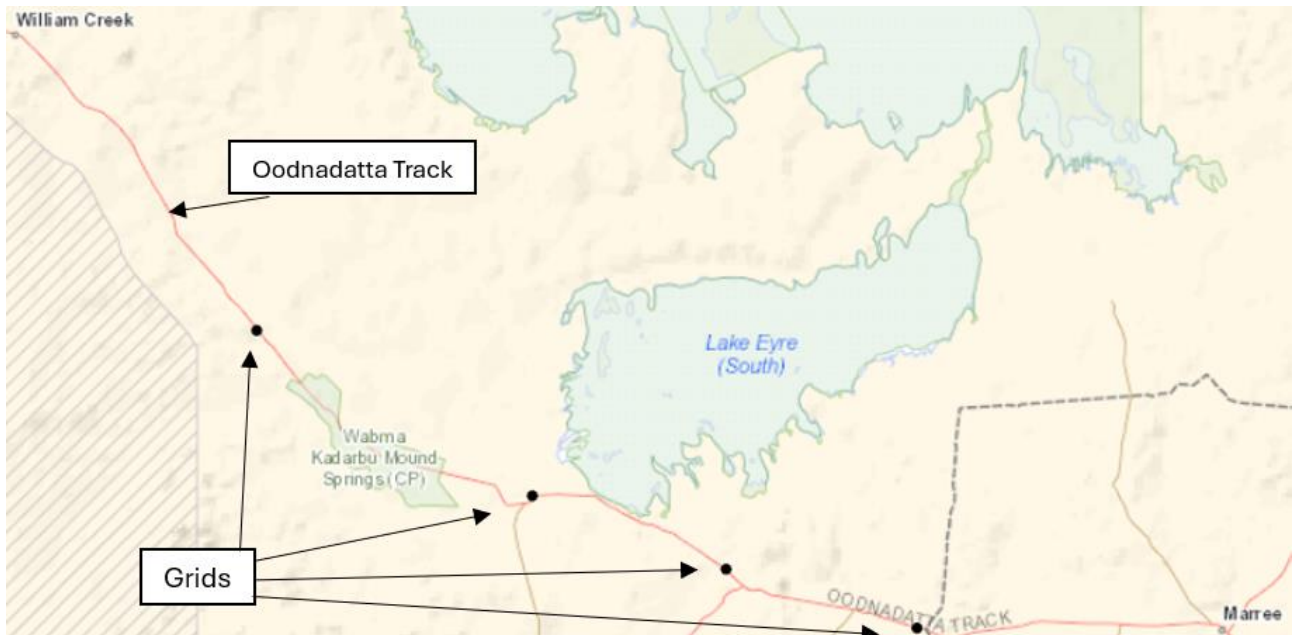 William Creek
Oodnadatta Track
Lake Eyre
(South)
Wabma
Kadarbu Mound
Springs (CP)
Grids
OODNADATTA TRACK
Marree